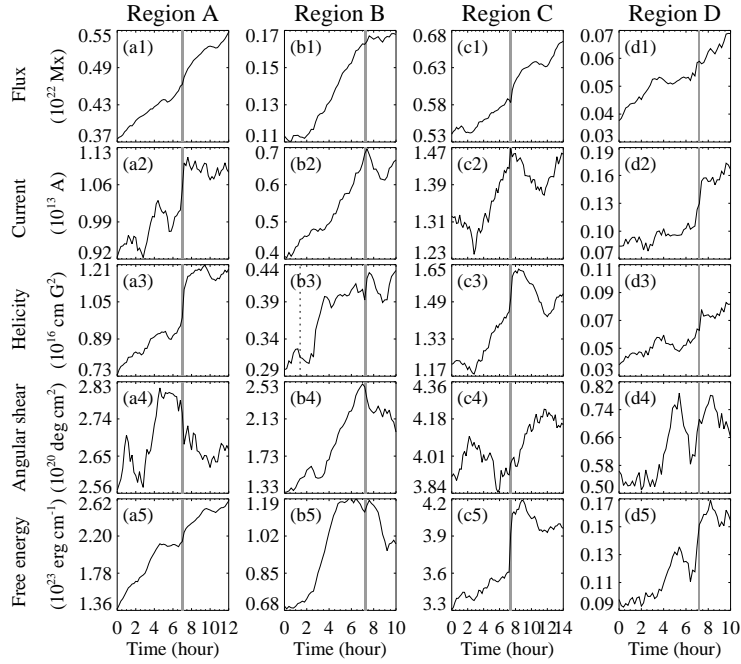 Region A Region B Region C Region D
Flux
(10^22 Mx)
0.55 0.49 0.43 0.37
(a1)
0.17 0.15 0.13 0.11
(b1)
0.68 0.63 0.58 0.53
(c1)
0.07 0.06 0.05 0.04 0.03
(d1)
Current
(10^13 A)
1.13 1.06 0.99 0.92
(a2)
0.7 0.6 0.5 0.4
(b2)
1.47 1.39 1.31 1.23
(c2)
0.19 0.16 0.13 0.10 0.07
(d2)
Helicity
(10^16 cm G^2)
1.21 1.05 0.89 0.73
(a3)
0.44 0.39 0.34 0.29
(b3)
1.65 1.49 1.33 1.17
(c3)
0.11 0.09 0.07 0.05 0.03
(d3)
Angular shear
(10^20 deg cm^2)
2.83 2.74 2.65 2.56
(a4)
2.53 2.13 1.73 1.33
(b4)
4.36 4.18 4.01 3.84
(c4)
0.82 0.74 0.66 0.58 0.50
(d4)
Free energy
(10^23 erg cm^-1)
2.62 2.20 1.78 1.36
(a5)
1.19 1.02 0.85 0.68
(b5)
4.2 3.9 3.6 3.3
(c5)
0.17 0.15 0.13 0.11 0.09
(d5)
0 2 4 6 8 10 12
0 2 4 6 8 10
0 2 4 6 8 10 12 14
0 2 4 6 8 10
Time (hour) Time (hour) Time (hour) Time (hour)